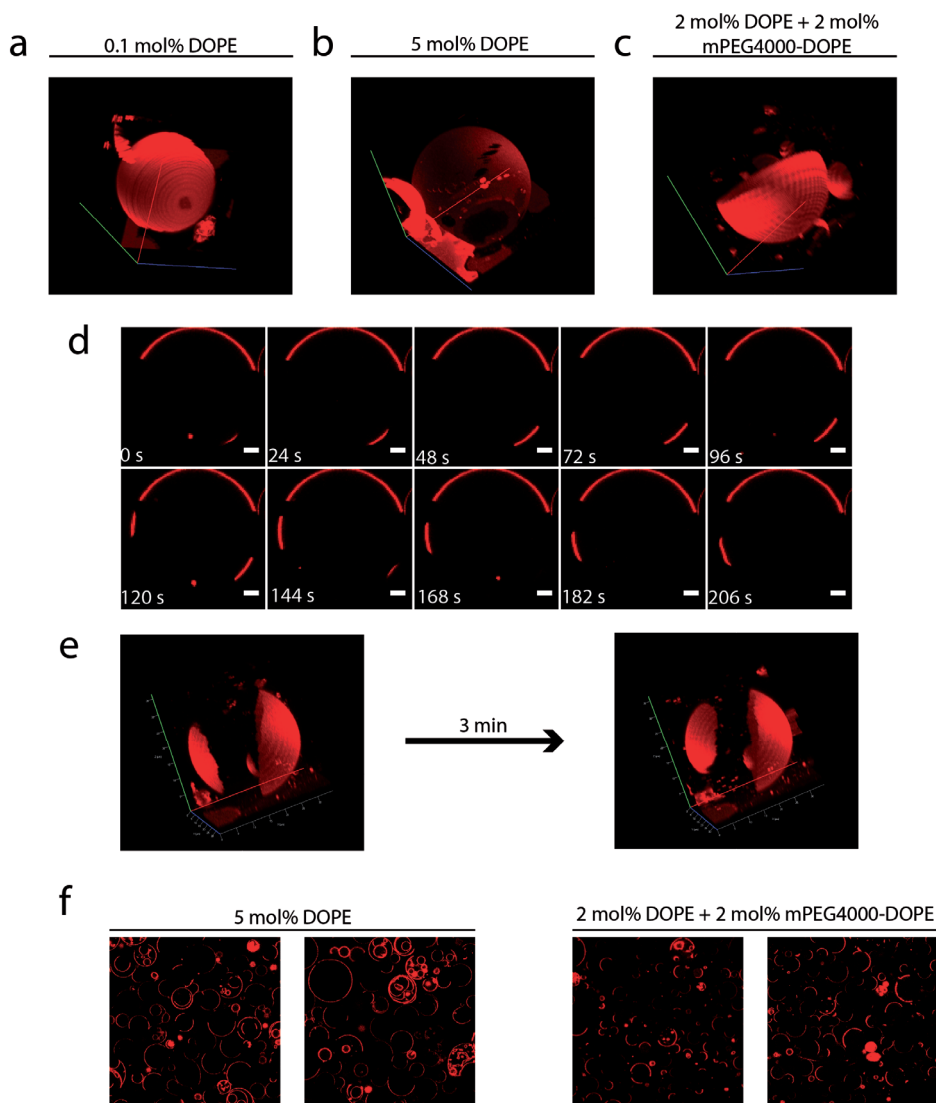 a
0.1 mol% DOPE
b
5 mol% DOPE
c
2 mol% DOPE + 2 mol%
mPEG4000-DOPE
d
0 s
24 s
48 s
72 s
96 s
120 s
144 s
168 s
182 s
206 s
e
3 min
f
5 mol% DOPE
2 mol% DOPE + 2 mol% mPEG4000-DOPE